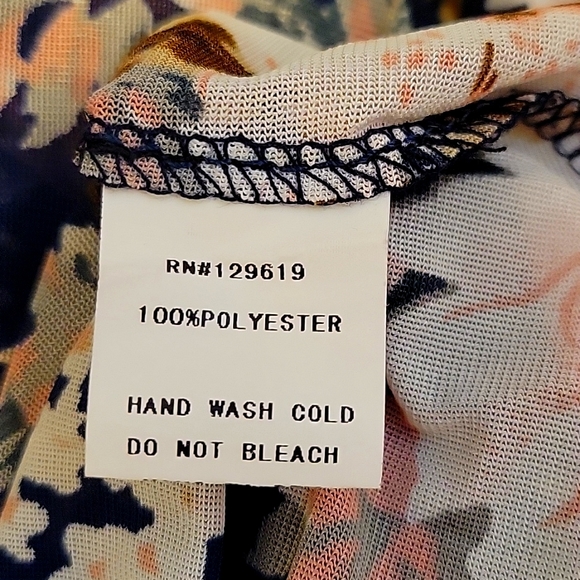 RN#129619
100%POLYESTER
HAND WASH COLD
DO NOT BLEACH